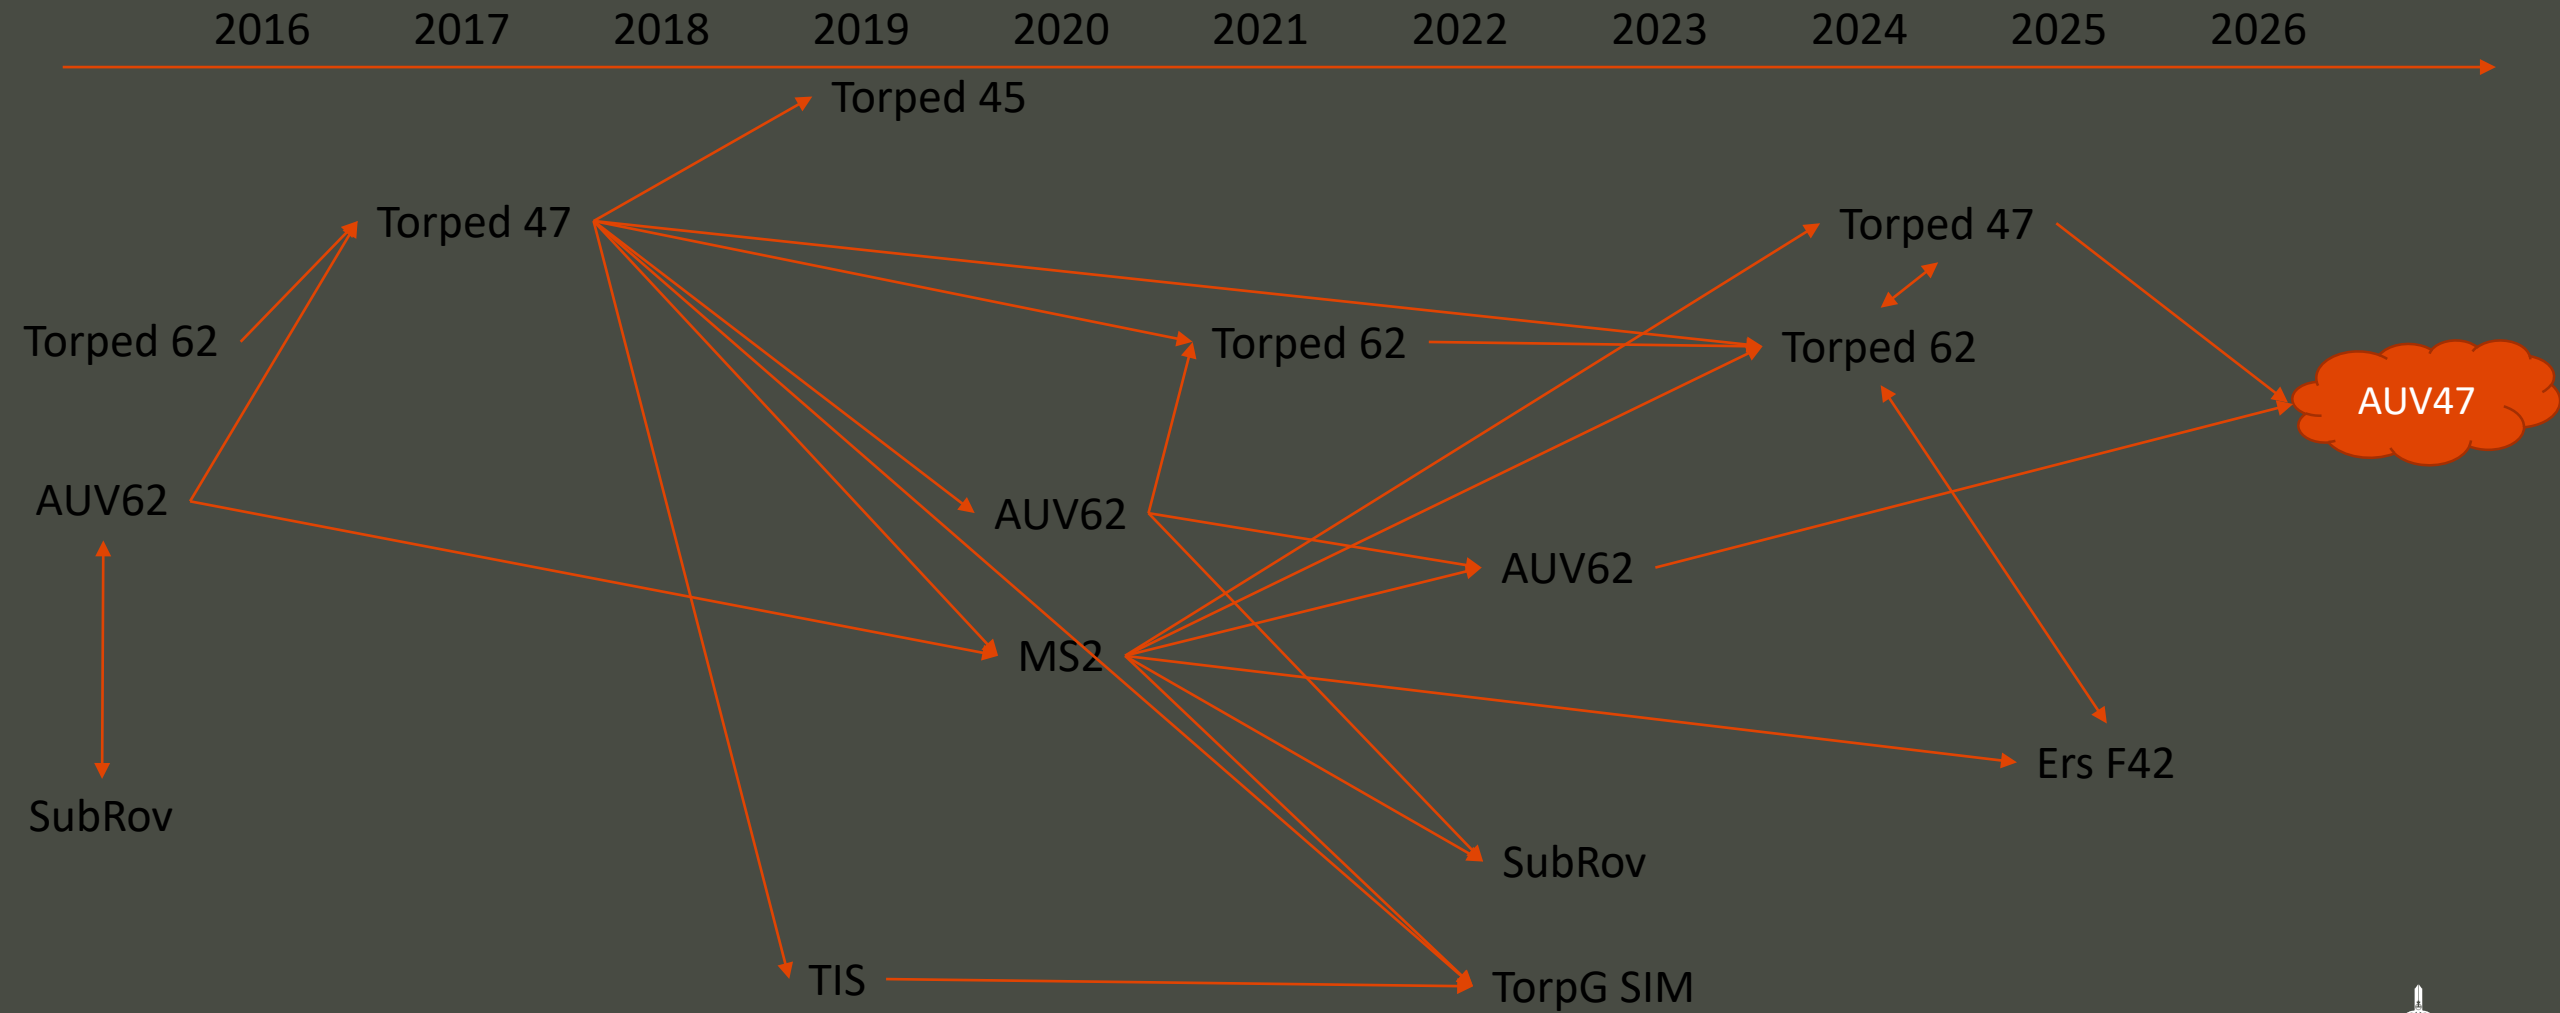 2016 2017 2018 2019 2020 2021 2022 2023 2024 2025 2026
Torped 45
Torped 47
Torped 47
Torped 62
Torped 62
Torped 62
AUV47
AUV62
AUV62
AUV62
MS2
Ers F42
SubRov
SubRov
TIS
TorpG SIM